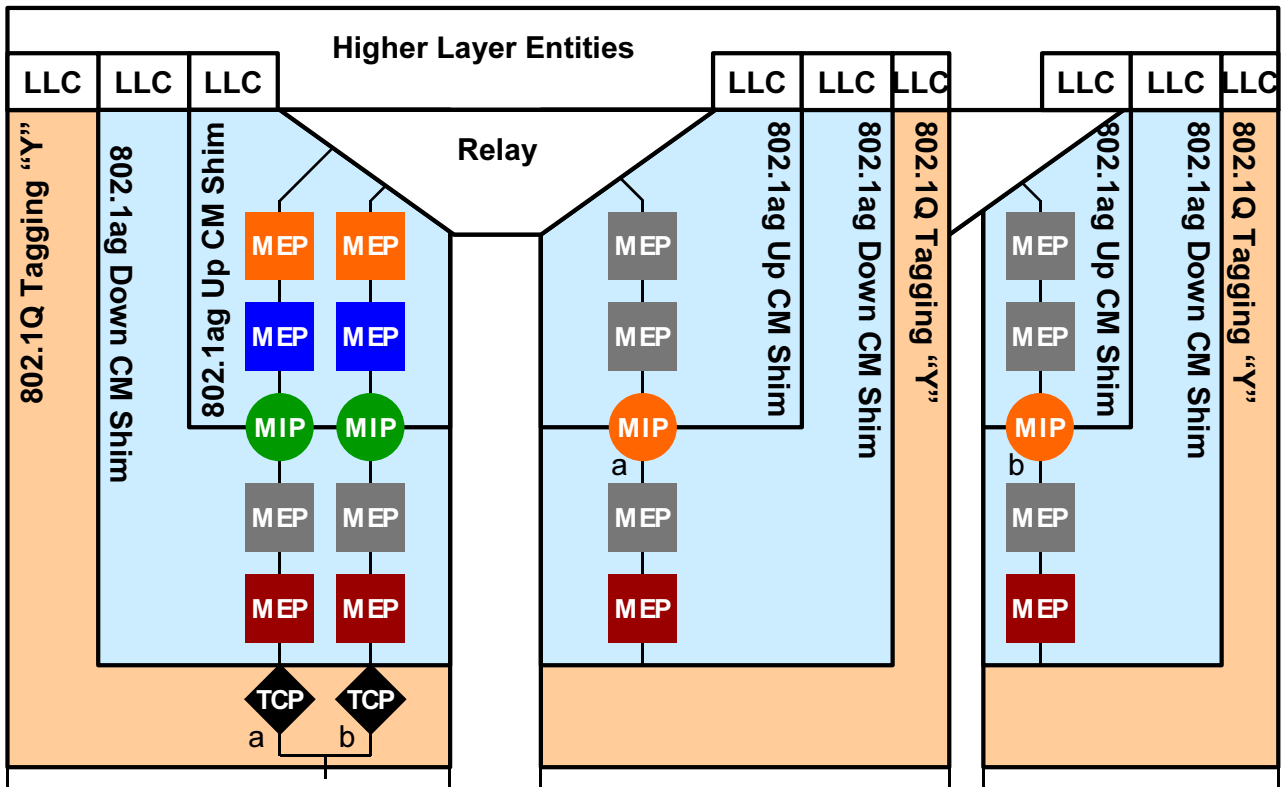 Higher Layer Entities
LLC LLC LLC LLC LLC LLC LLC LLC LLC
Relay
802.1Q Tagging “Y”
802.1ag Down CM Shim
802.1ag Up CM Shim
802.1ag Up CM Shim
802.1ag Down CM Shim
802.1Q Tagging “Y”
802.1ag Up CM Shim
802.1ag Down CM Shim
802.1Q Tagging “Y”
MEP MEP MEP MEP
MEP MEP MEP MEP
MIP MIP MIP MIP
a b
MEP MEP MEP MEP
MEP MEP MEP MEP
TCP TCP
a b